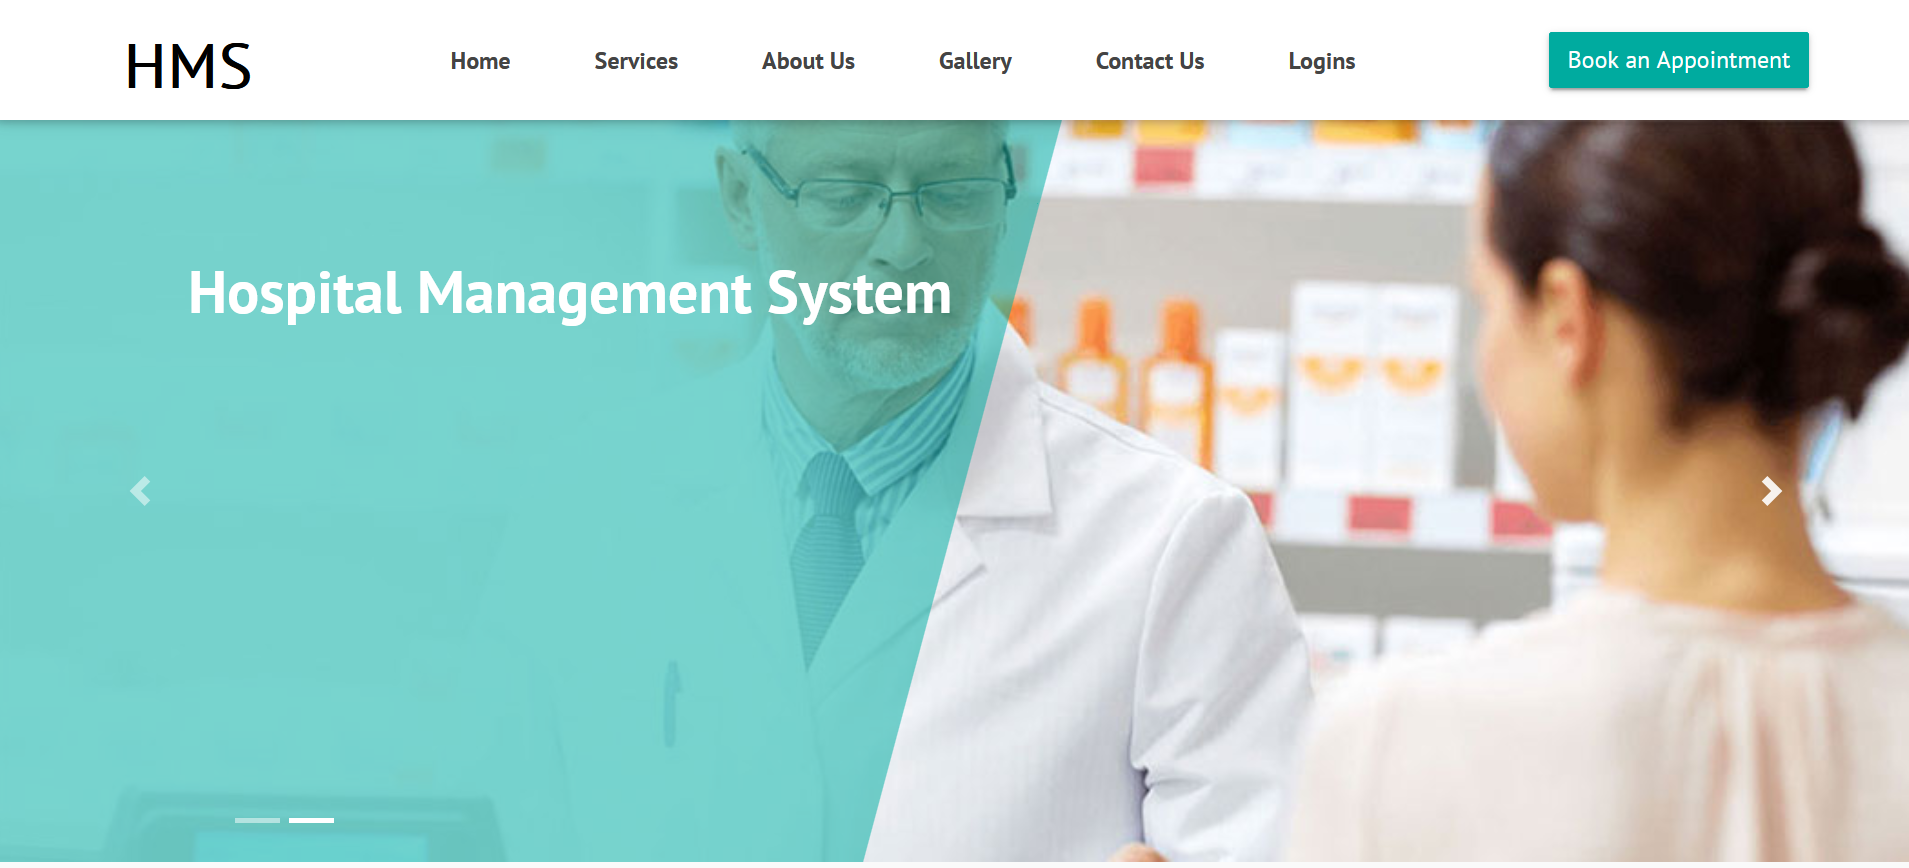 HMS
Home Services About Us Gallery Contact Us Logins
Book an Appointment
Hospital Management System